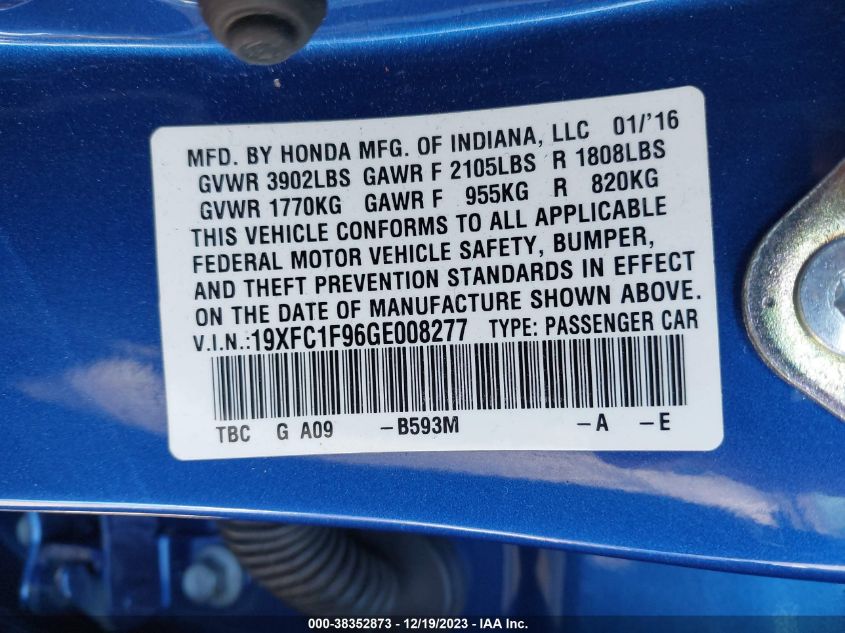 MFD. BY HONDA MFG. OF INDIANA, LLC 01/'16
GVWR 3902LBS GAWR F 2105LBS R 1808LBS
GVWR 1770KG GAWR F 955KG R 820KG
THIS VEHICLE CONFORMS TO ALL APPLICABLE
FEDERAL MOTOR VEHICLE SAFETY, BUMPER,
AND THEFT PREVENTION STANDARDS IN EFFECT
ON THE DATE OF MANUFACTURE SHOWN ABOVE.
V.I.N.:19XFC1F96GE008277 TYPE: PASSENGER CAR
TBC G A09 -B593M -A -E
000-38352873 - 12/19/2023 - IAA Inc.